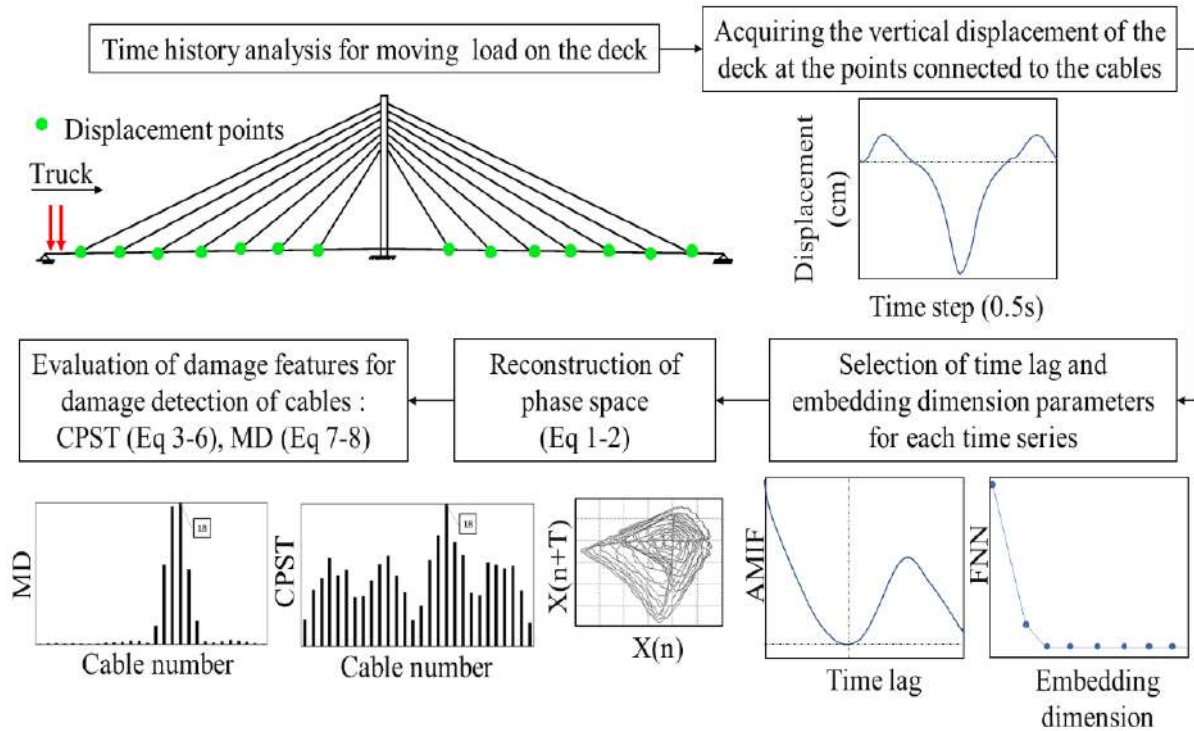 Time history analysis for moving load on the deck
Acquiring the vertical displacement of the
deck at the points connected to the cables
Displacement points
Truck
Displacement
(cm)
Time step (0.5s)
Evaluation of damage features for
damage detection of cables :
CPST (Eq 3-6), MD (Eq 7-8)
Reconstruction of
phase space
(Eq 1-2)
Selection of time lag and
embedding dimension parameters
for each time series
MD
18
Cable number
CPST
18
Cable number
X(n+T)
X(n)
AMIF
Time lag
FNN
Embedding
dimension